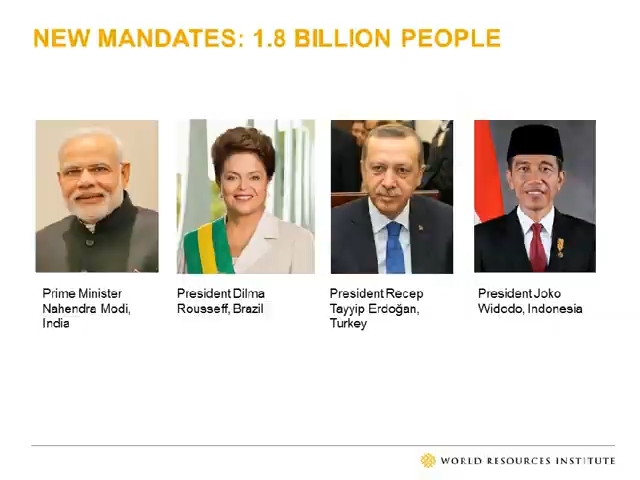 NEW MANDATES: 1.8 BILLION PEOPLE
Prime Minister
Nahendra Modi,
India
President Dilma
Rousseff, Brazil
President Recep
Tayyip Erdoğan,
Turkey
President Joko
Widodo, Indonesia
WORLD RESOURCES INSTITUTE